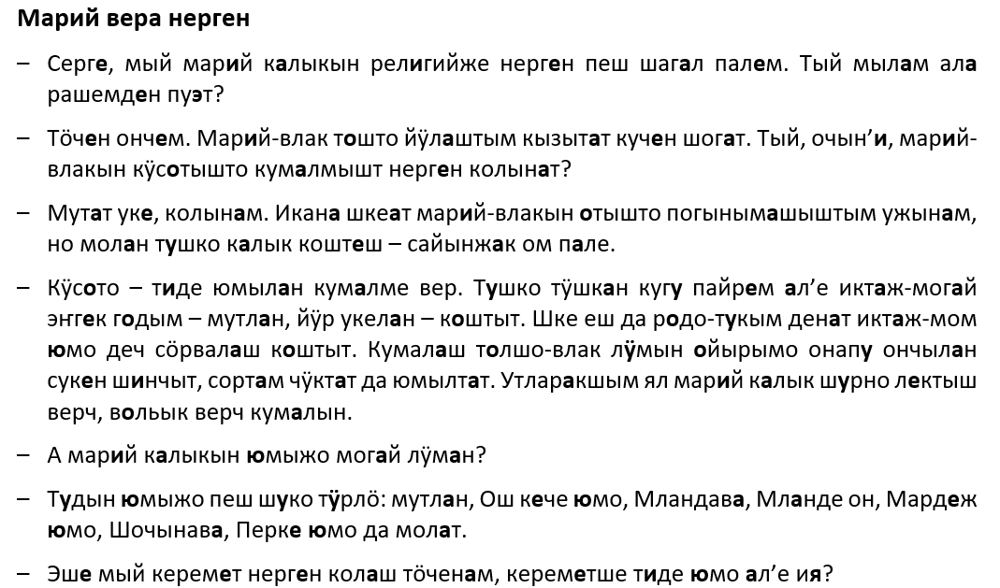 Марий вера нерген
– Серге, мый марий калыкын религийже нерген пеш шагал палем. Тый мылам ала
рашемден пуэт?
– Тӧчен ончем. Марий-влак тошто йӱлаштым кызытат кучен шогат. Тый, очын’и, марий-
влакын кӱсотышто кумалмышт нерген колынат?
– Мутат уке, колынам. Икана шкеат марий-влакын отышто погынымашыштым ужынам,
но молан тушко калык коштеш – сайынжак ом пале.
– Кӱсото – тиде юмылан кумалме вер. Тушко тӱшкан кугу пайрем ал’е иктаж-могай
энгек годым – мутлан, йӱр укелан – коштыт. Шке еш да родо-тукым денат иктаж-мом
юмо деч сӧрвалаш коштыт. Кумалаш толшо-влак лӱмын ойырымо онапу ончылан
сукен шинчыт, сортам чӱктат да юмылтат. Утларакшым ял марий калык шурно лектыш
верч, вольык верч кумалын.
– А марий калыкын юмыжо могай лӱман?
– Тудын юмыжо пеш шуко тӱрлӧ: мутлан, Ош кече юмо, Мландава, Мланде он, Мардеж
юмо, Шочынава, Перке юмо да молат.
– Эше мый керемет нерген колаш тӧченам, кереметше тиде юмо ал’е ия?